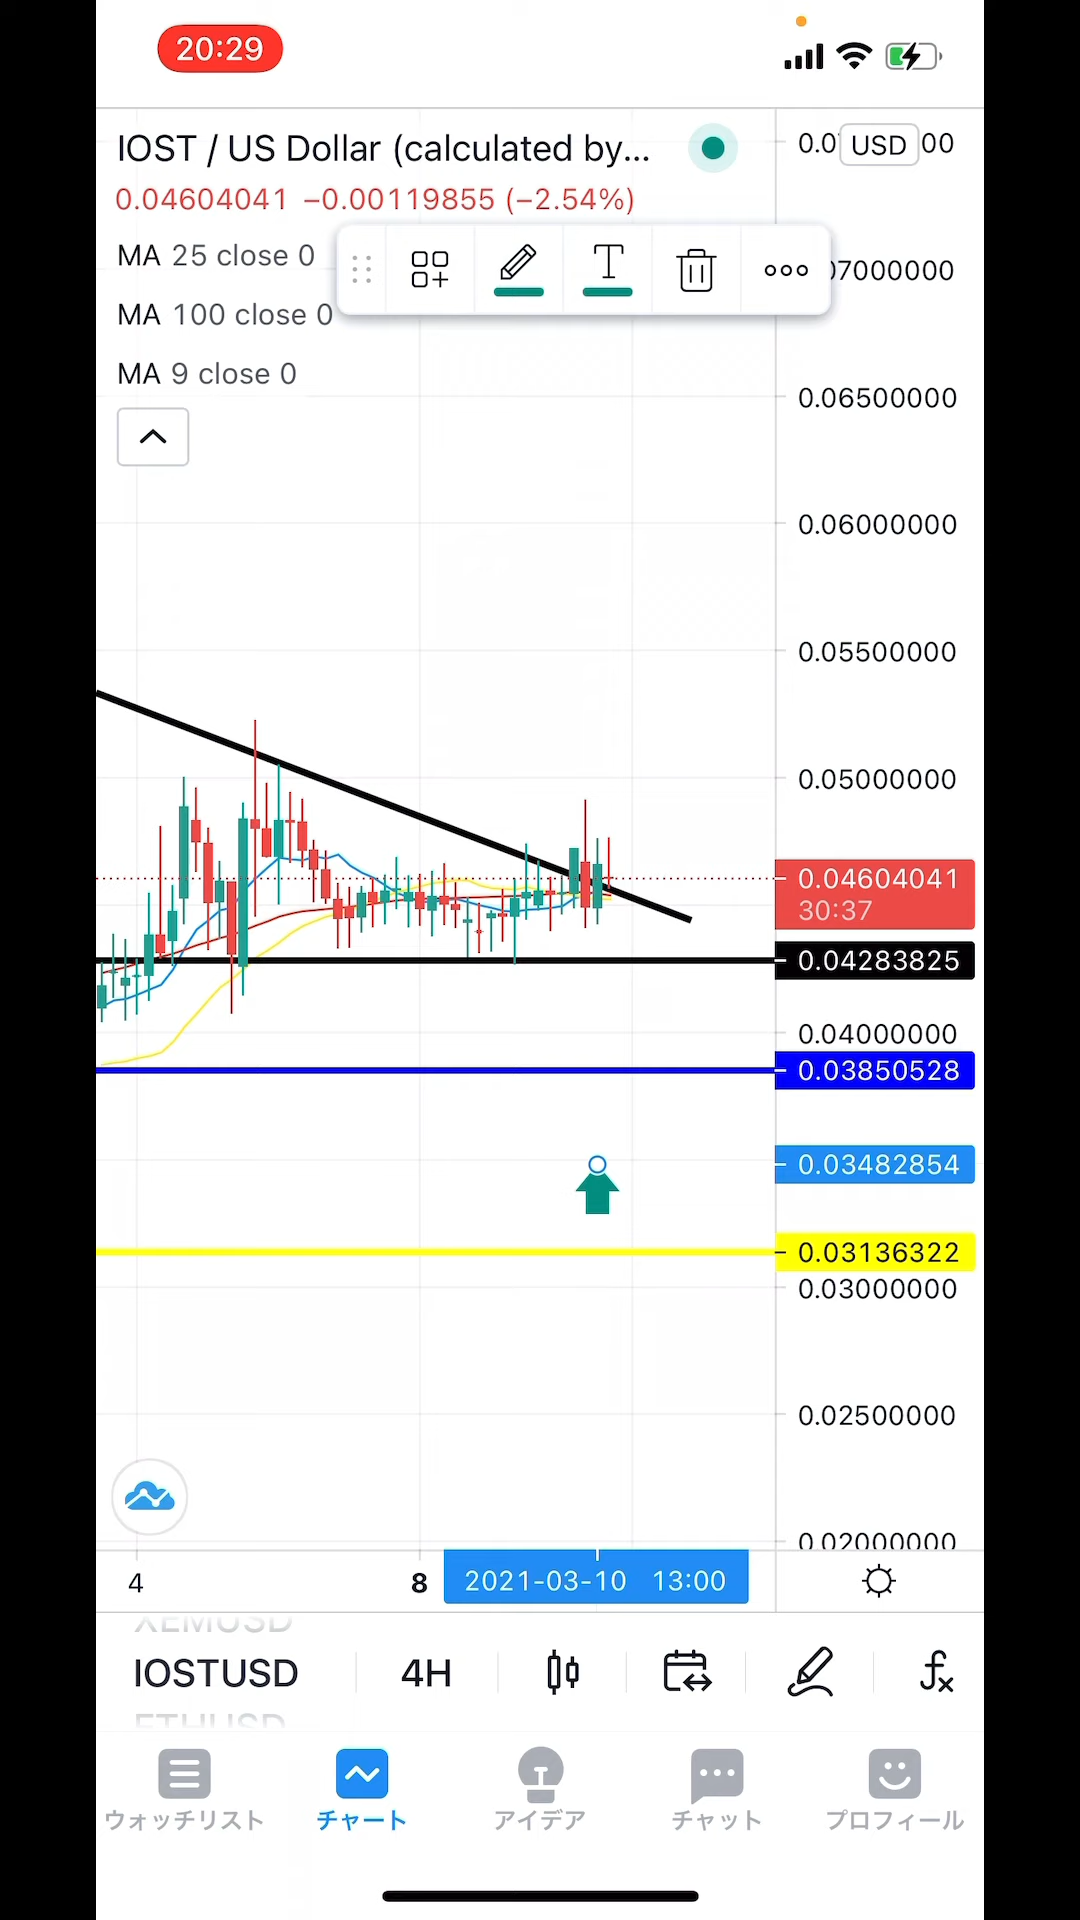 20:29
IOST / US Dollar (calculated by...
0.04604041 −0.00119855 (−2.54%)
MA 25 close 0
MA 100 close 0
MA 9 close 0
T
USD
07000000
0.06500000
0.06000000
0.05500000
0.05000000
0.04604041
30:37
0.04283825
0.04000000
0.03850528
0.03482854
0.03136322
0.03000000
0.02500000
0.02000000
4
8
2021-03-10 13:00
XEMUSD
IOSTUSD
4H
fx
ETHUSD
ウォッチリスト
チャート
アイデア
チャット
プロフィール